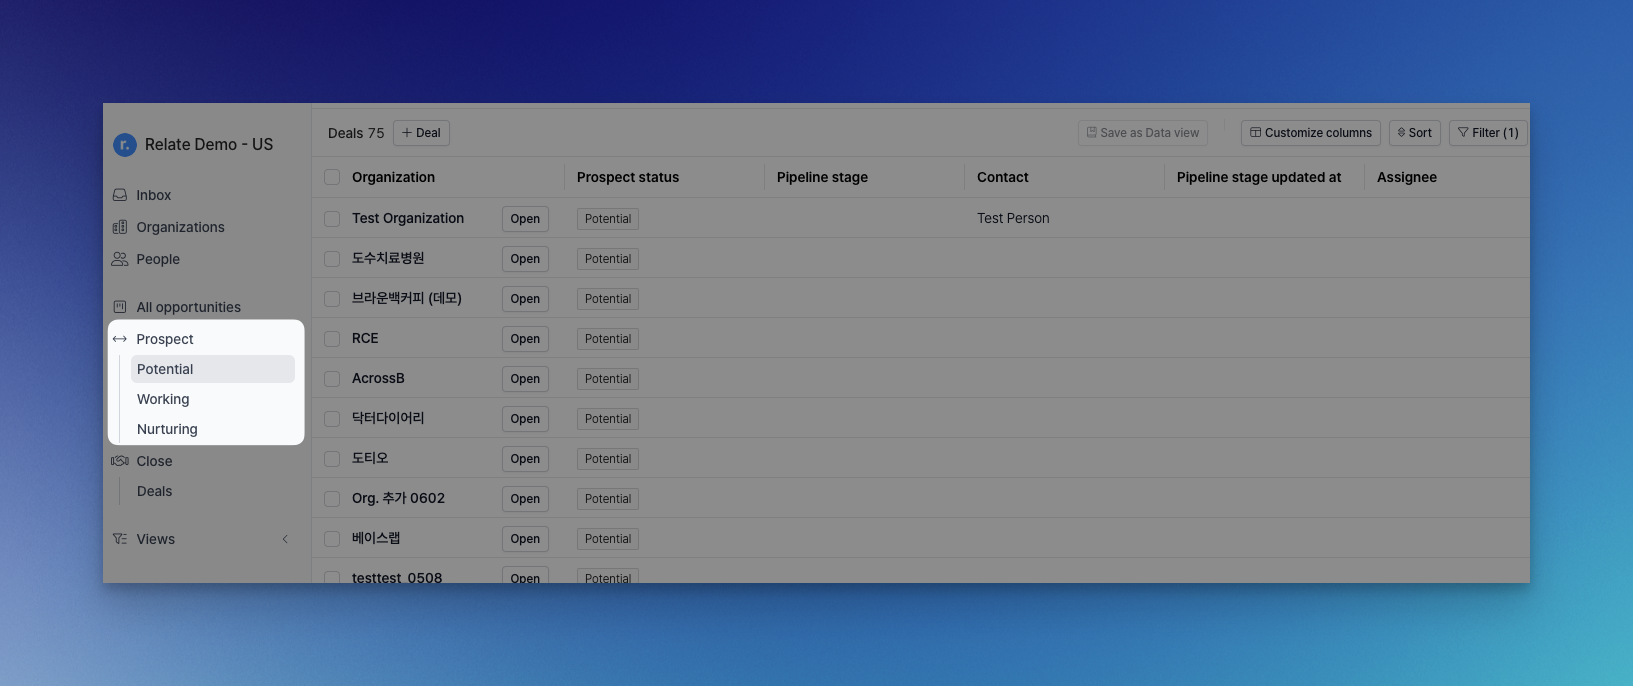 r. Relate Demo - US
Inbox
Organizations
People
All opportunities
Prospect
Potential
Working
Nurturing
Close
Deals
Views
Deals 75 + Deal Save as Data view Customize columns Sort Filter (1)
Organization Prospect status Pipeline stage Contact Pipeline stage updated at Assignee
Test Organization Open Potential Test Person
도수치료병원 Open Potential
브라운백커피 (데모) Open Potential
RCE Open Potential
AcrossB Open Potential
닥터다이어리 Open Potential
도티오 Open Potential
Org. 추가 0602 Open Potential
베이스랩 Open Potential
testtest_0508 Open Potential